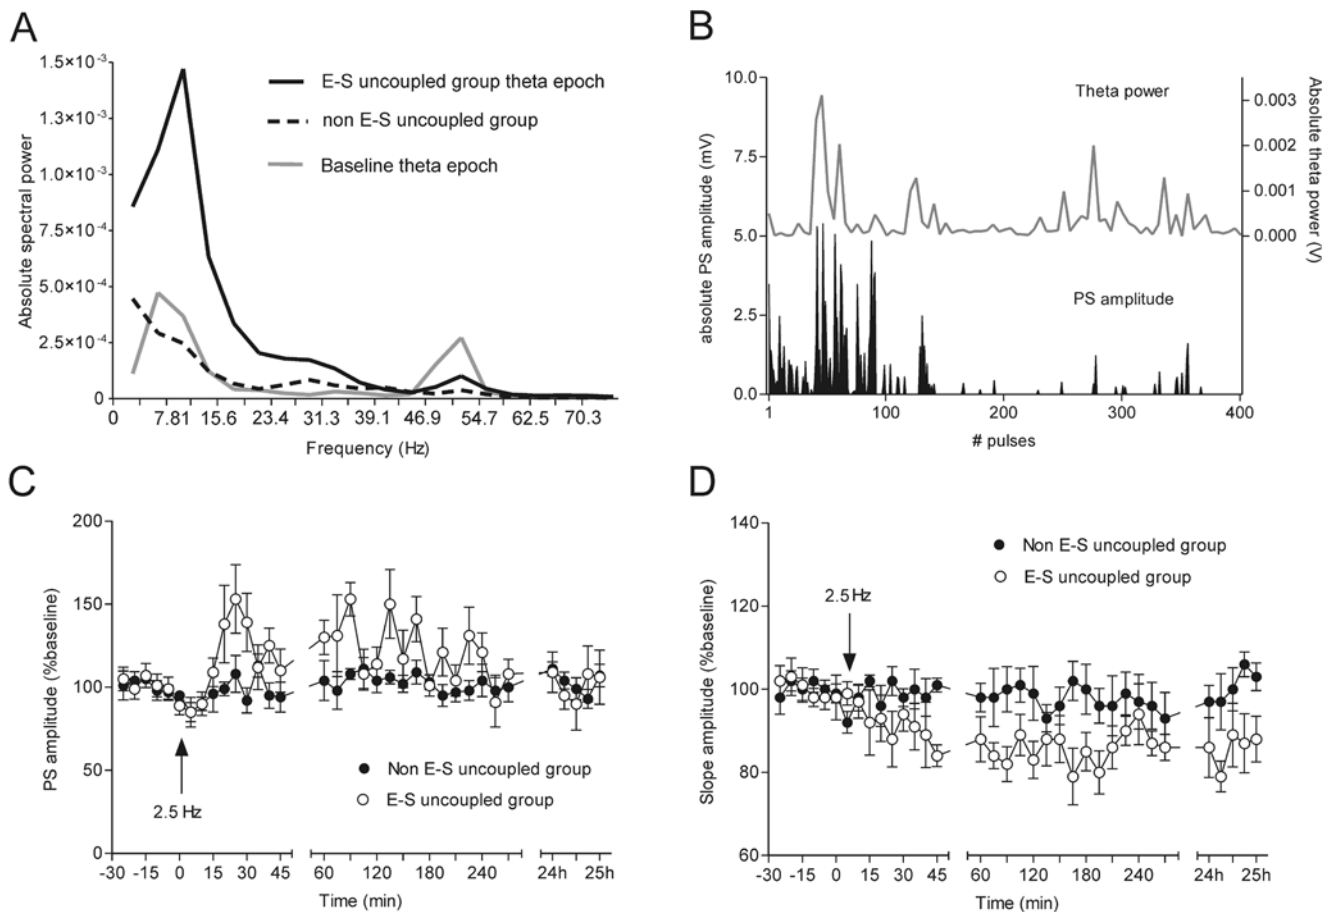 A
1.5×10⁻³
1.3×10⁻³
1.0×10⁻³
7.5×10⁻⁴
5.0×10⁻⁴
2.5×10⁻⁴
0
Absolute spectral power
E-S uncoupled group theta epoch
non E-S uncoupled group
Baseline theta epoch
0 7.81 15.6 23.4 31.3 39.1 46.9 54.7 62.5 70.3
Frequency (Hz)
B
10.0
7.5
5.0
2.5
0.0
absolute PS amplitude (mV)
Theta power
PS amplitude
0.003
0.002
0.001
0.000
Absolute theta
power (V)
1 100 200 300 400
# pulses
C
200
150
100
50
0
PS amplitude (%baseline)
2.5 Hz
Non E-S uncoupled group
E-S uncoupled group
-30 -15 0 15 30 45 60 120 180 240 24h 25h
Time (min)
D
140
120
100
80
60
Slope amplitude (%baseline)
Non E-S uncoupled group
E-S uncoupled group
2.5 Hz
-30 -15 0 15 30 45 60 120 180 240 24h 25h
Time (min)